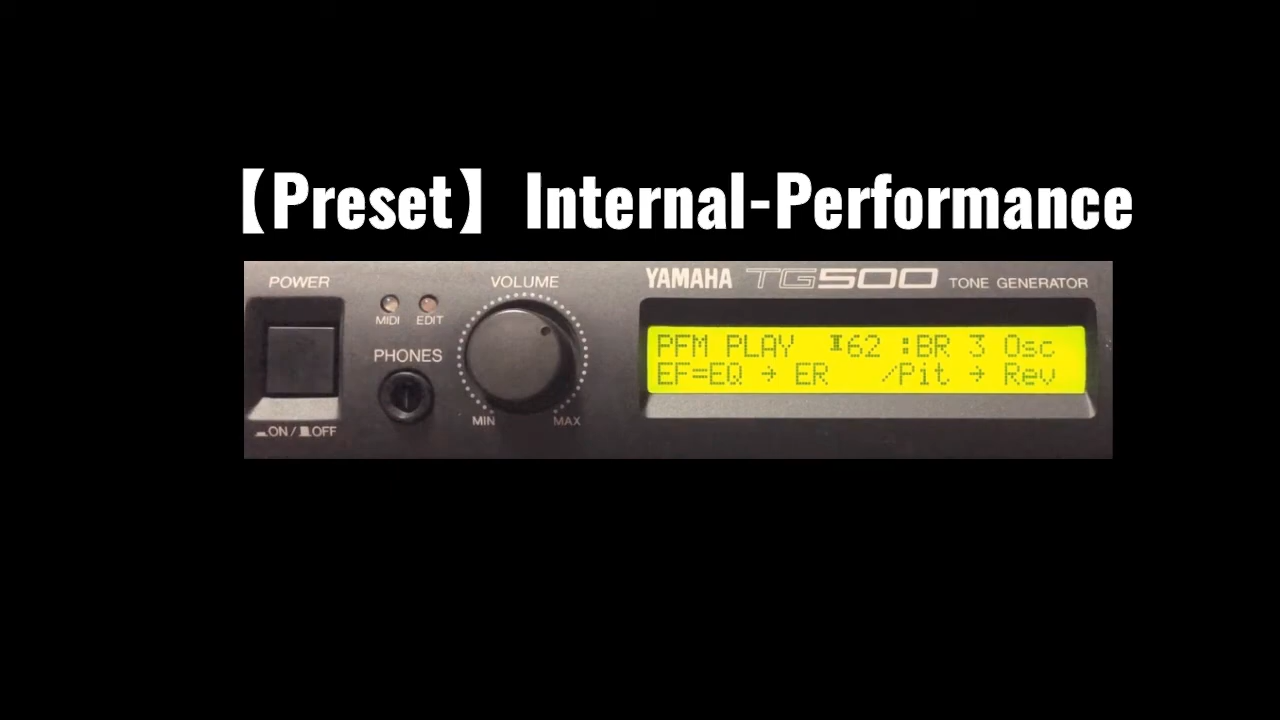 【Preset】 Internal-Performance
POWER
VOLUME
YAMAHA TG500 TONE GENERATOR
MIDI EDIT
PHONES
PFM PLAY I62 :BR 3 Osc
EF=EQ → ER /Pit → Rev
MIN MAX
ON / OFF